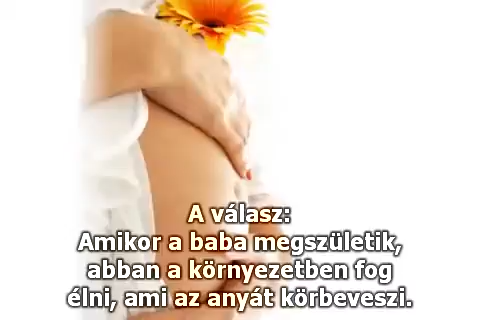 A válasz:
Amikor a baba megszületik,
abban a környezetben fog
élni, ami az anyát körbeveszi.